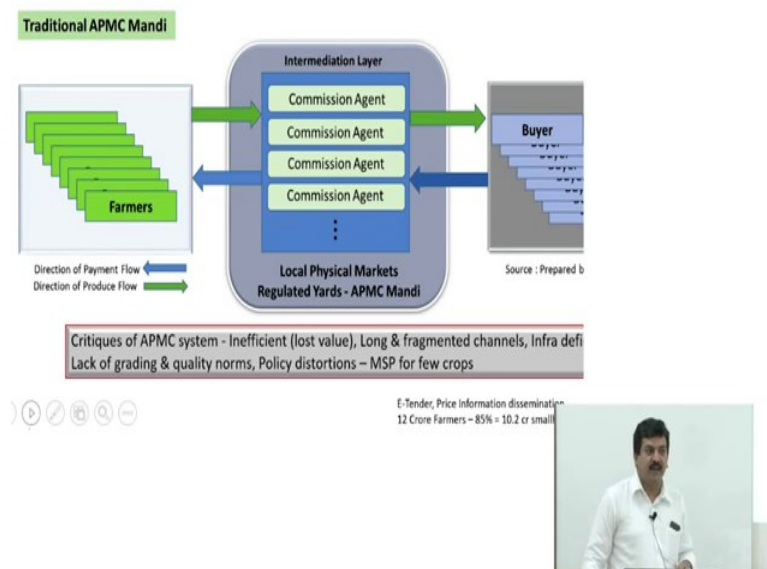 Traditional APMC Mandi
Intermediation Layer
Commission Agent
Commission Agent
Commission Agent
Commission Agent
Farmers
Buyer
Direction of Payment Flow
Direction of Produce Flow
Local Physical Markets
Regulated Yards - APMC Mandi
Source : Prepared b
Critiques of APMC system - Inefficient (lost value), Long & fragmented channels, Infra defi
Lack of grading & quality norms, Policy distortions – MSP for few crops
E-Tender, Price Information dissemination
12 Crore Farmers – 85% = 10.2 cr small